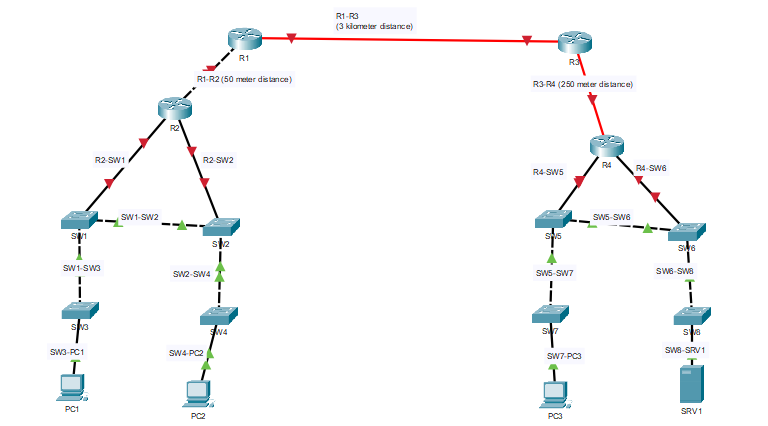 R1-R3
(3 kilometer distance)
R1
R3
R1-R2 (50 meter distance)
R3-R4 (250 meter distance)
R2
R2-SW1
R2-SW2
R4
R4-SW5
R4-SW6
SW1-SW2
SW1
SW2
SW5-SW6
SW5
SW6
SW1-SW3
SW2-SW4
SW5-SW7
SW6-SW8
SW3
SW4
SW7
SW8
SW3-PC1
SW4-PC2
SW7-PC3
SW8-SRV1
PC1
PC2
PC3
SRV1